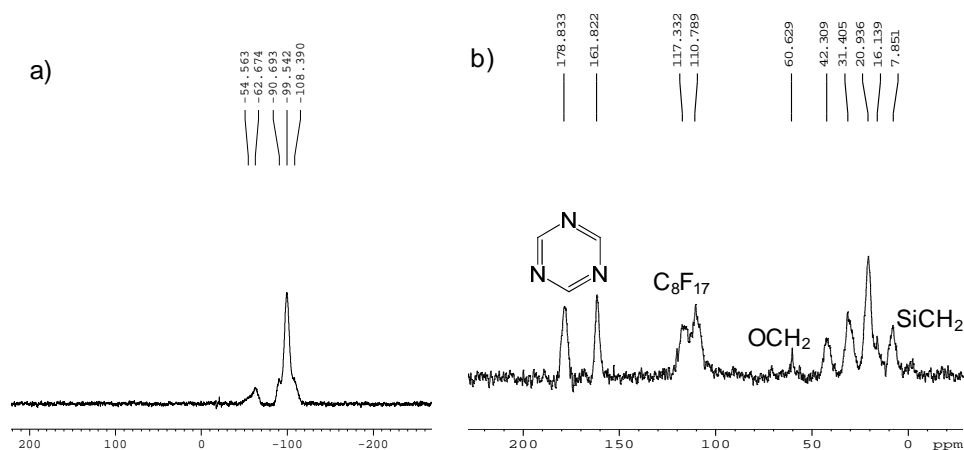 a)
-54.563
-62.674
-90.693
-99.542
-108.390
200 100 0 -100 -200
b)
178.833
161.822
117.332
110.789
60.629
42.309
31.405
20.936
16.139
7.851
N
N N
C₈F₁₇
OCH₂
SiCH₂
200 150 100 50 0 ppm